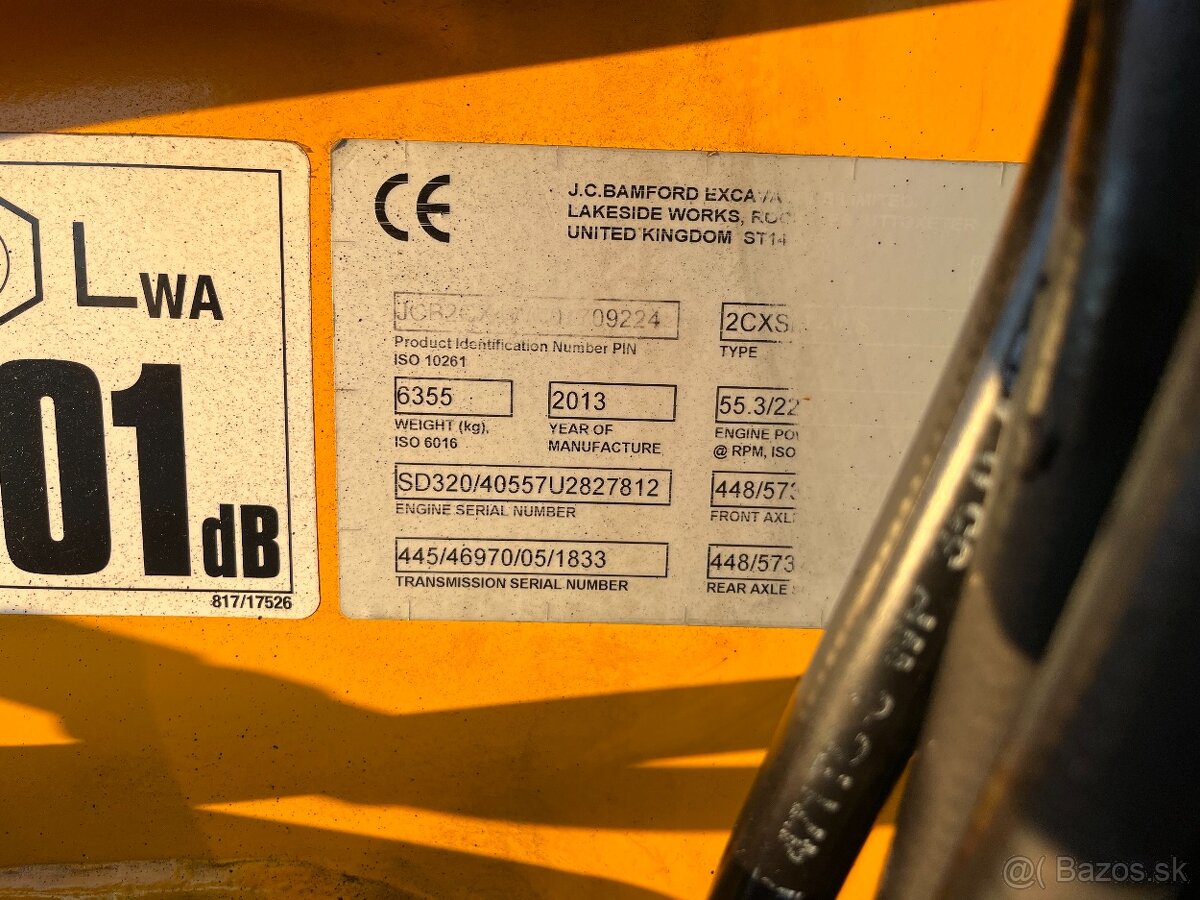 LWA
01 dB
817/17526
CE
J.C.BAMFORD EXCAVA
LAKESIDE WORKS, ROC
UNITED KINGDOM ST14
09224
2CXS
Product Identification Number PIN
ISO 10261
TYPE
6355
2013
55.3/22
WEIGHT (kg),
ISO 6016
YEAR OF
MANUFACTURE
ENGINE PO
@ RPM, ISO
SD320/40557U2827812
448/573
ENGINE SERIAL NUMBER
FRONT AXL
445/46970/05/1833
448/573
TRANSMISSION SERIAL NUMBER
REAR AXLE
@( Bazos.sk